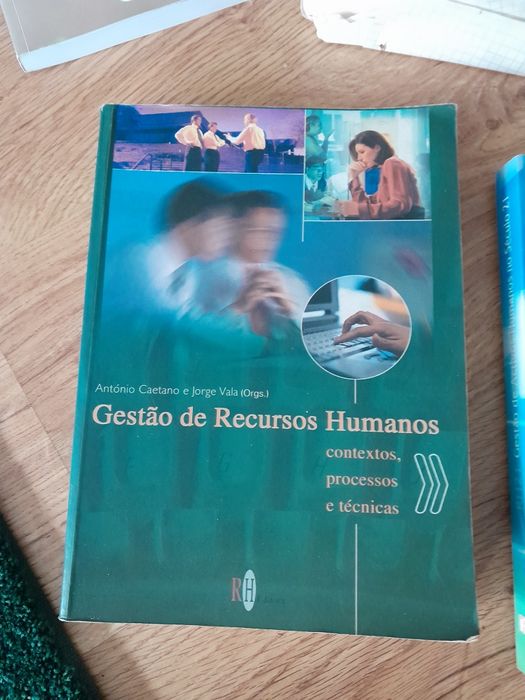 António Caetano e Jorge Vala (Orgs.)
Gestão de Recursos Humanos
contextos,
processos
e técnicas
RH